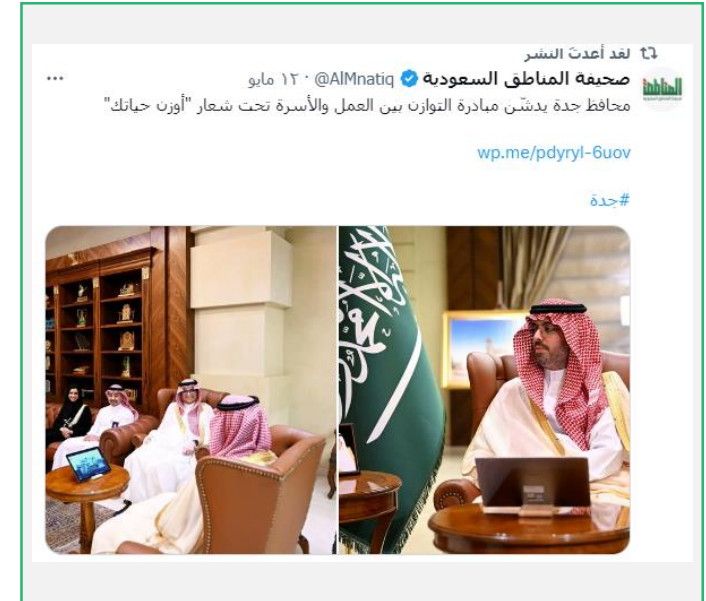 لقد أعدتَ النشر
صحيفة المناطق السعودية @AlMnatiq · ١٢ مايو
محافظ جدة يدشّن مبادرة التوازن بين العمل والأسرة تحت شعار "أوزن حياتك"
wp.me/pdyryl-6uov
#جدة
المناطق